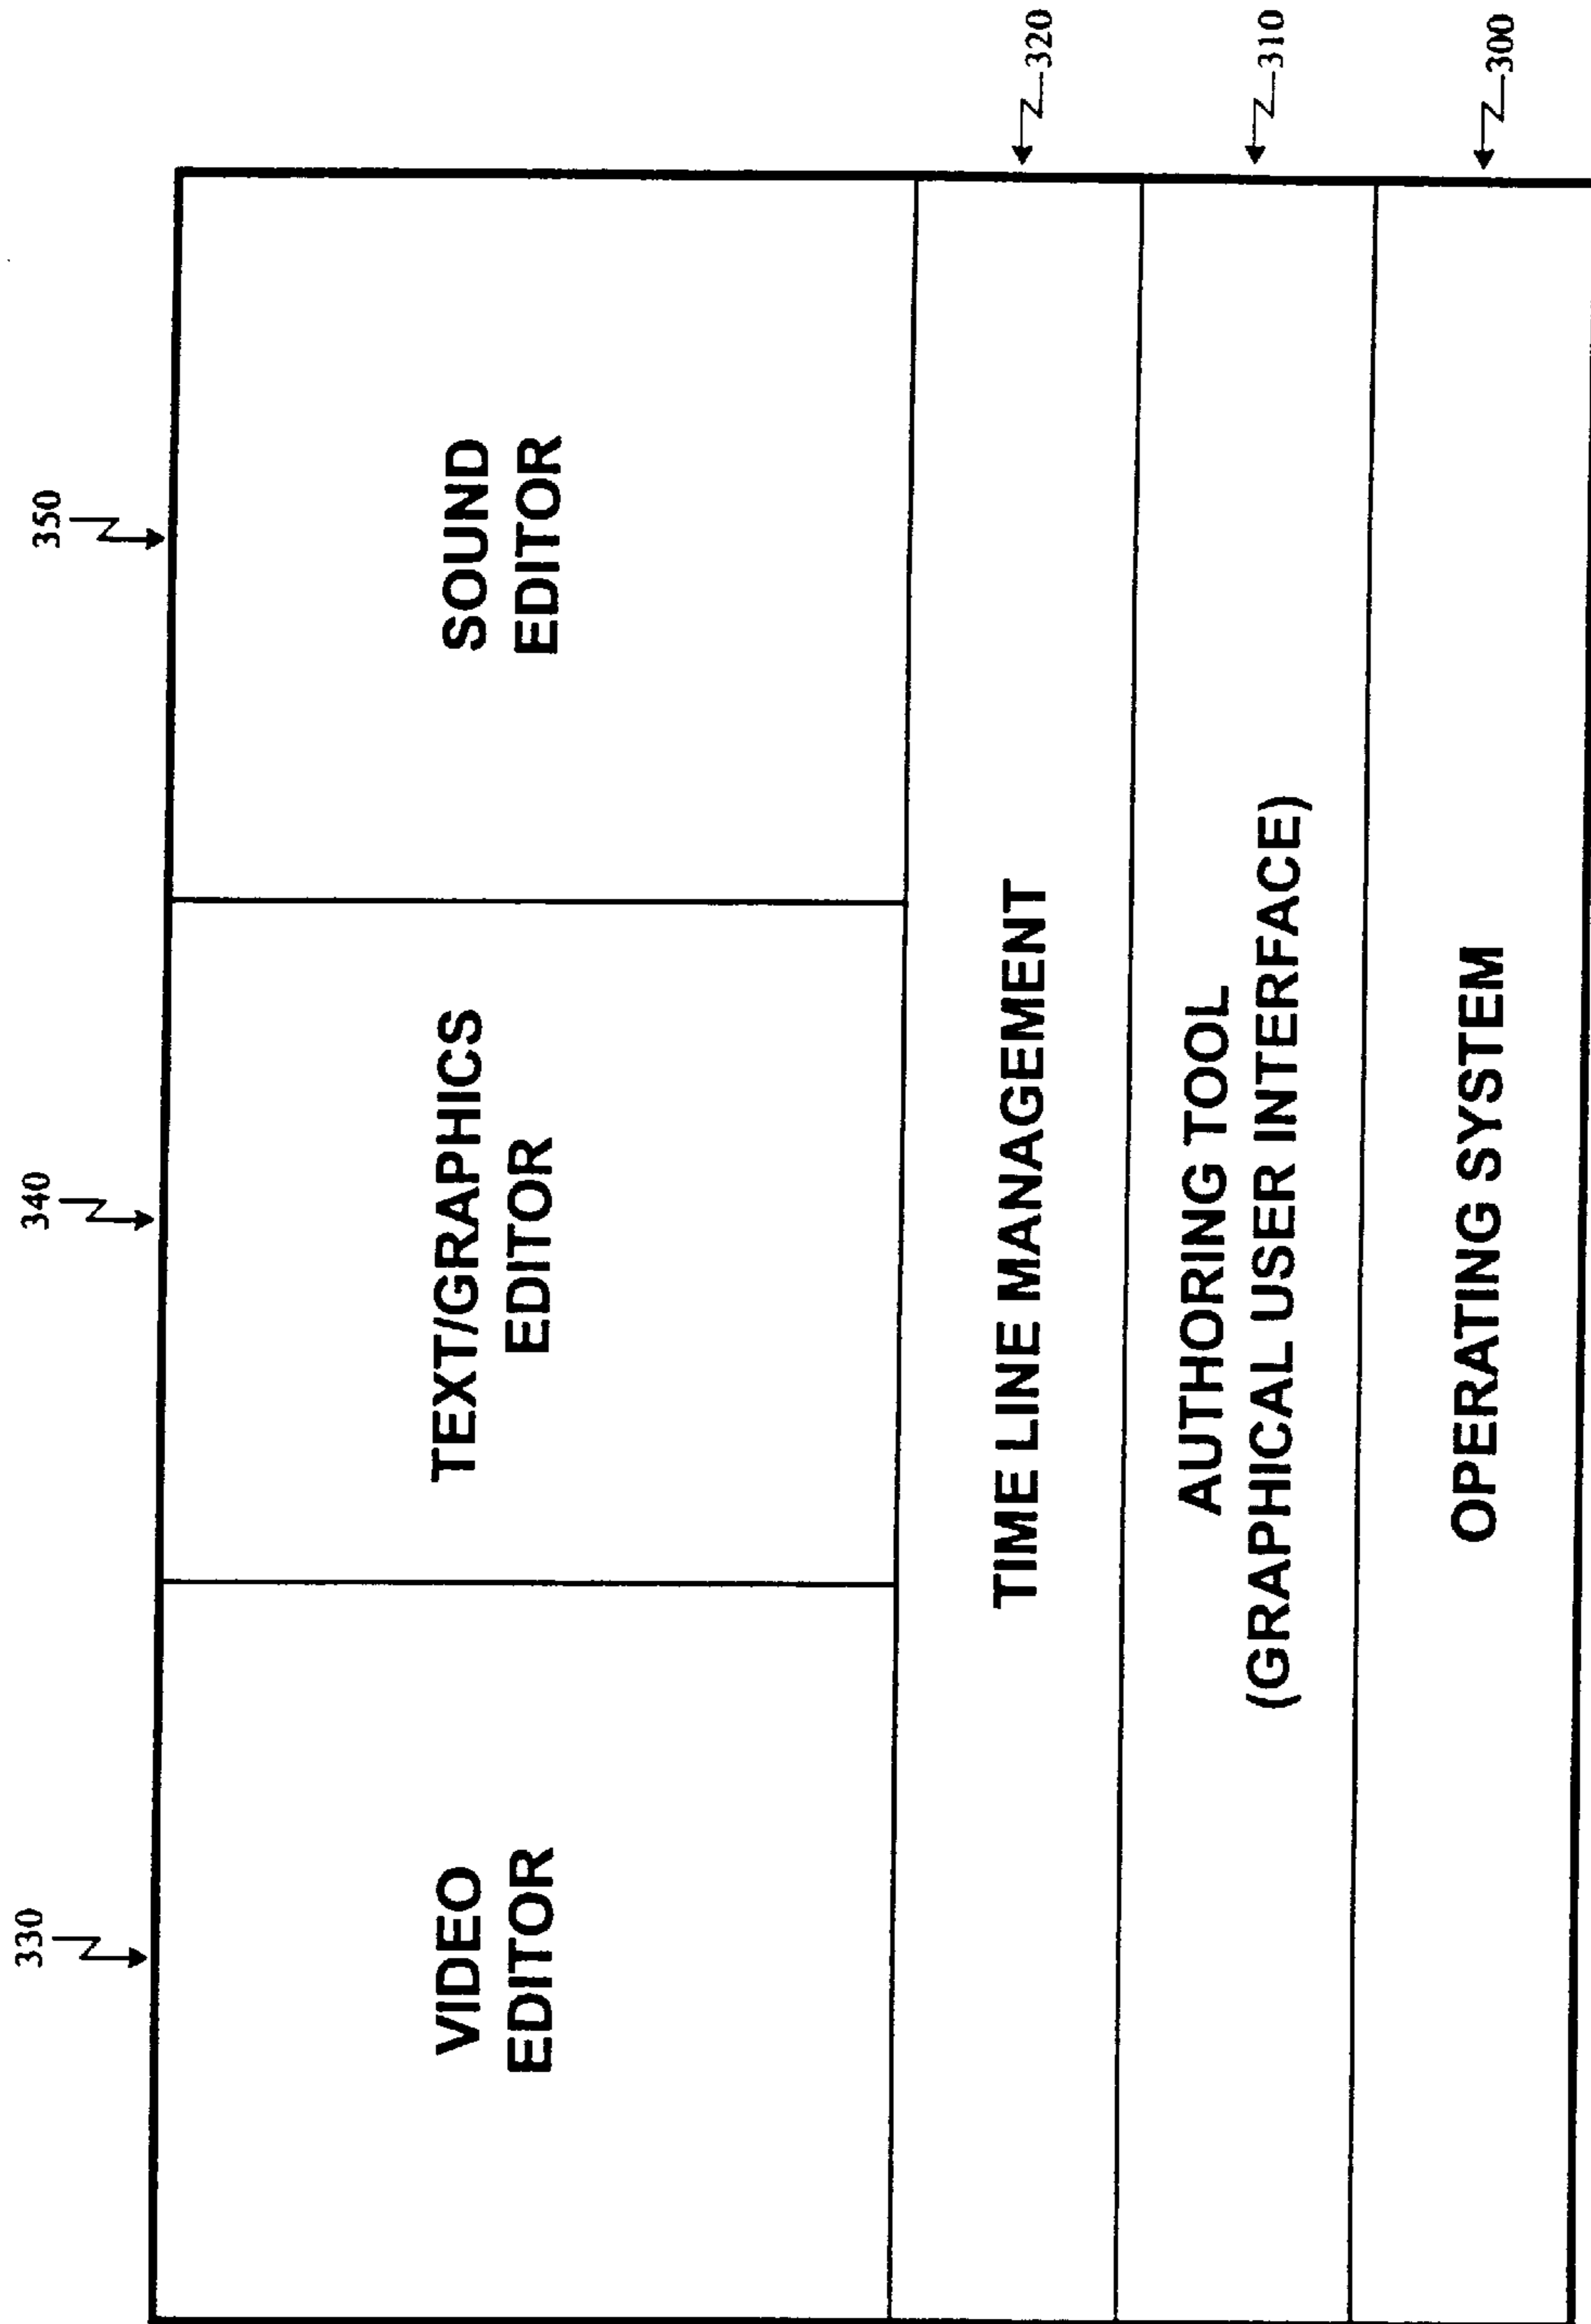 330
340
350
VIDEO
EDITOR
TEXT/GRAPHICS
EDITOR
SOUND
EDITOR
TIME LINE MANAGEMENT
320
AUTHORING TOOL
(GRAPHICAL USER INTERFACE)
310
OPERATING SYSTEM
300